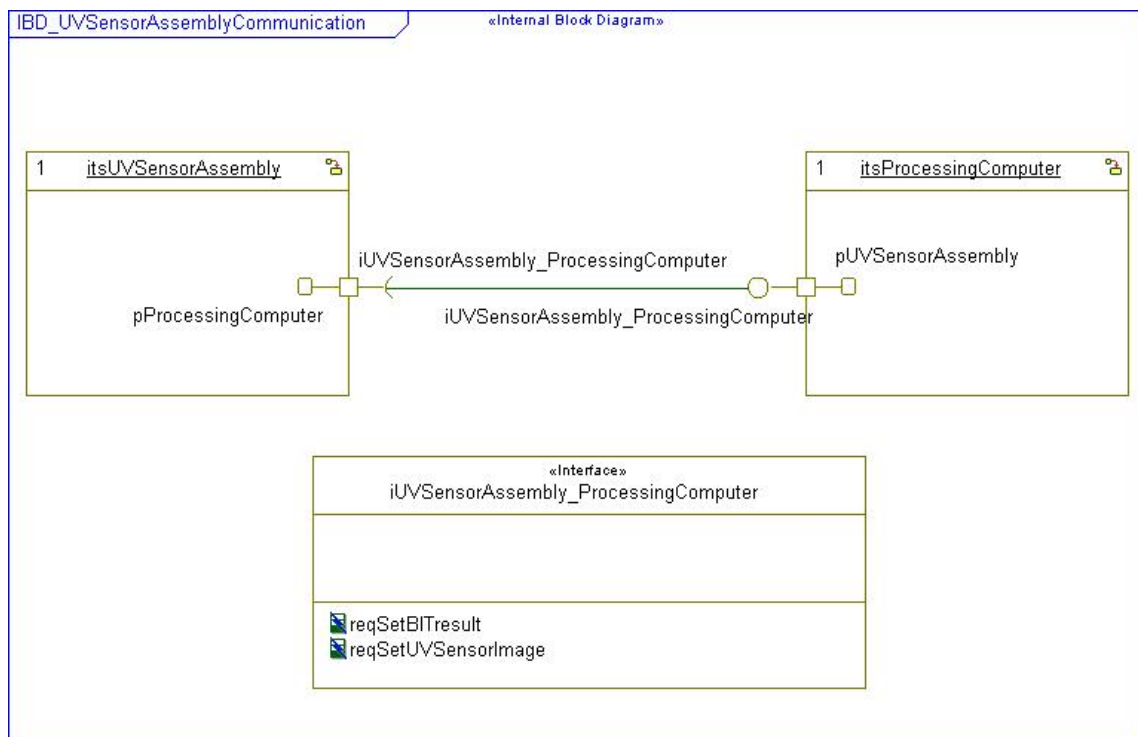 IBD_UVSensorAssemblyCommunication
«Internal Block Diagram»
1 itsUVSensorAssembly
1 itsProcessingComputer
iUVSensorAssembly_ProcessingComputer
pUVSensorAssembly
pProcessingComputer
iUVSensorAssembly_ProcessingComputer
«Interface»
iUVSensorAssembly_ProcessingComputer
reqSetBITresult
reqSetUVSensorImage